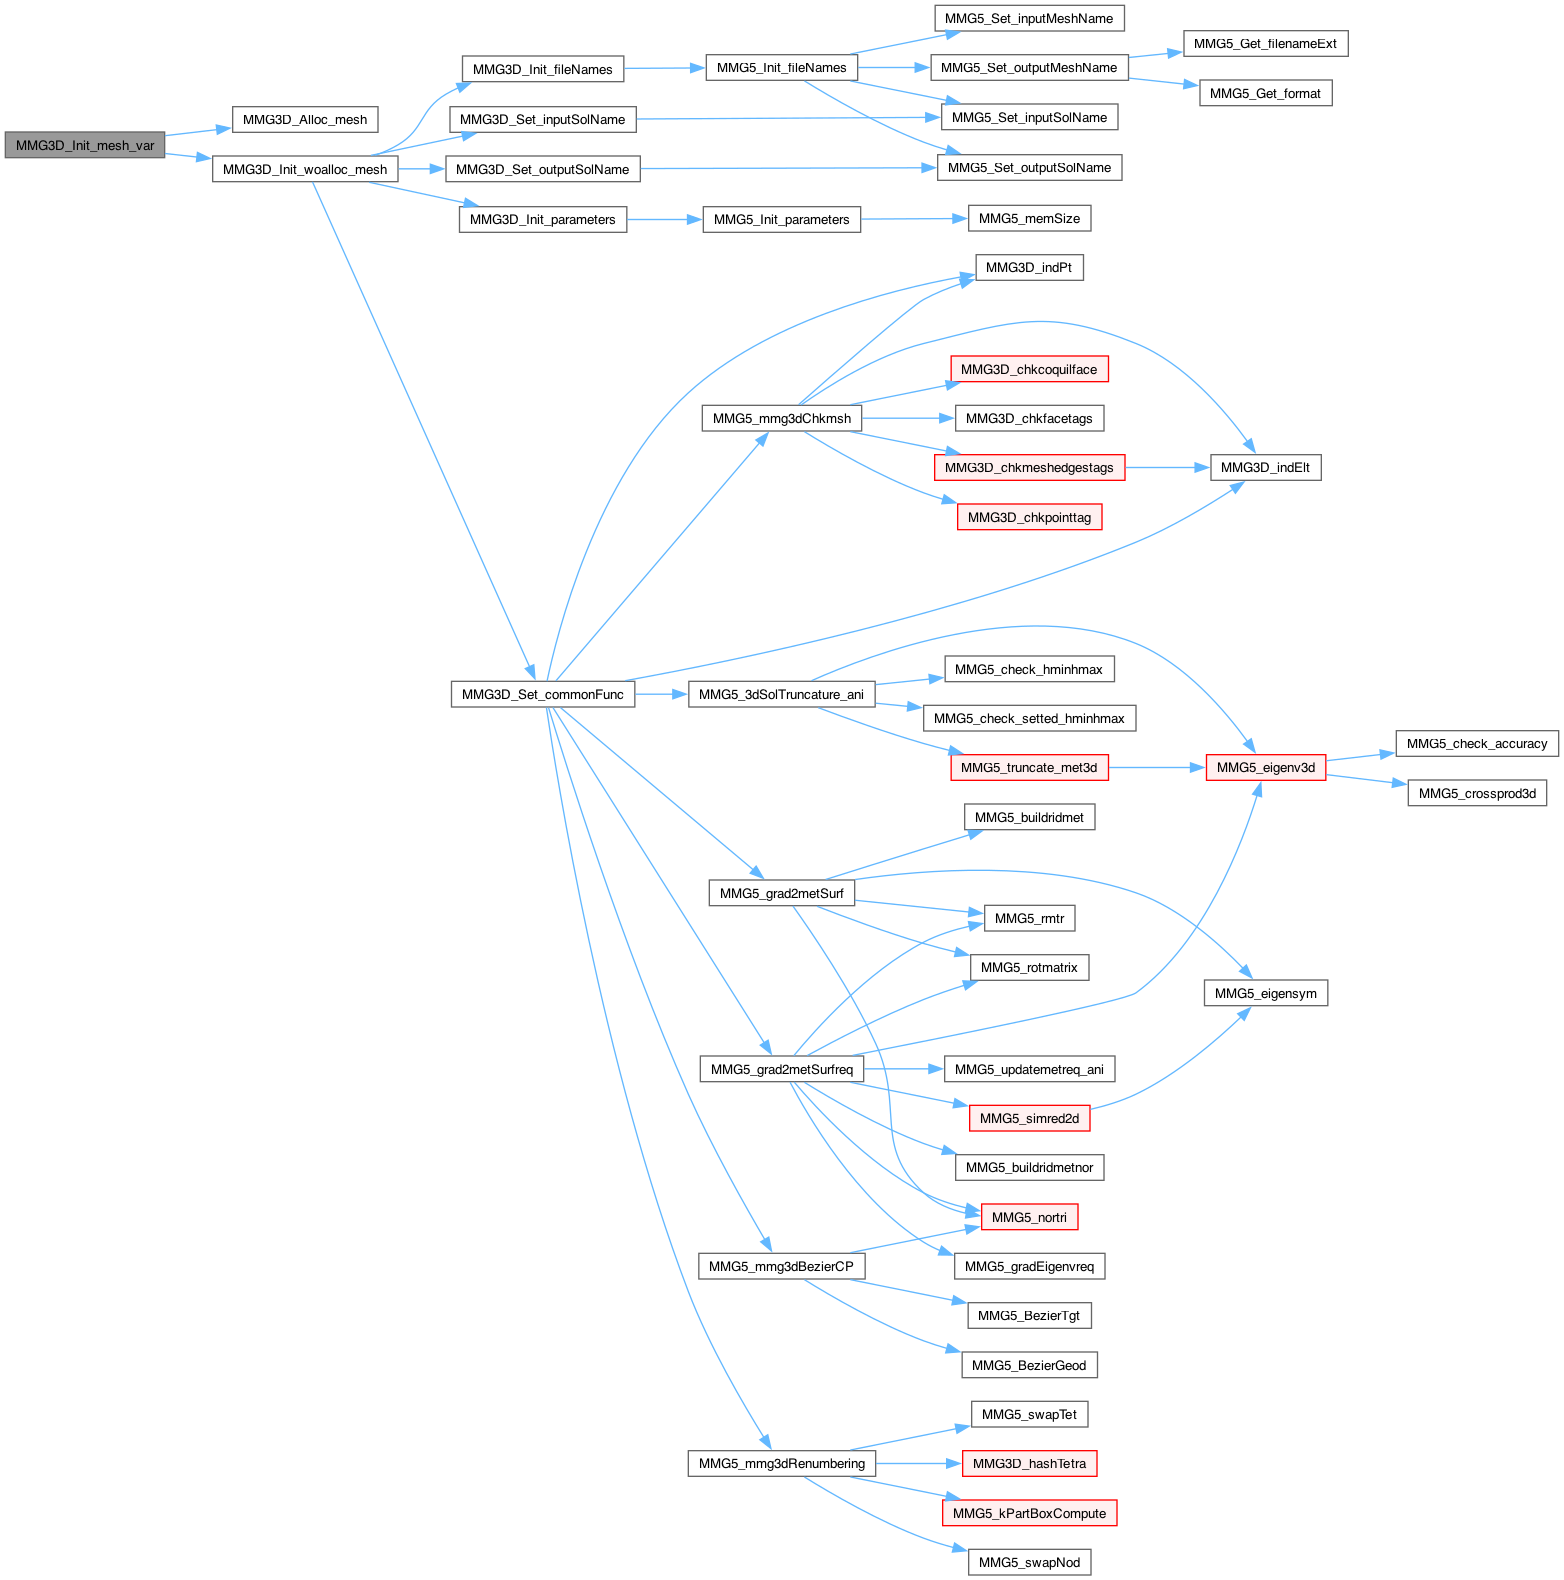 MMG3D_Init_mesh_var
MMG3D_Alloc_mesh
MMG3D_Init_woalloc_mesh
MMG3D_Init_fileNames
MMG3D_Set_inputSolName
MMG3D_Set_outputSolName
MMG3D_Init_parameters
MMG3D_Set_commonFunc
MMG5_Init_fileNames
MMG5_Init_parameters
MMG5_mmg3dChkmsh
MMG5_3dSolTruncature_ani
MMG5_grad2metSurf
MMG5_grad2metSurfreq
MMG5_mmg3dBezierCP
MMG5_mmg3dRenumbering
MMG5_Set_inputMeshName
MMG5_Set_outputMeshName
MMG5_Set_inputSolName
MMG5_Set_outputSolName
MMG5_memSize
MMG3D_indPt
MMG3D_chkcoquilface
MMG3D_chkfacetags
MMG3D_chkmeshedgestags
MMG3D_chkpointtag
MMG5_check_hminhmax
MMG5_check_setted_hminhmax
MMG5_truncate_met3d
MMG5_buildridmet
MMG5_rmtr
MMG5_rotmatrix
MMG5_updatemetreq_ani
MMG5_simred2d
MMG5_buildridmetnor
MMG5_nortri
MMG5_gradEigenvreq
MMG5_BezierTgt
MMG5_BezierGeod
MMG5_swapTet
MMG3D_hashTetra
MMG5_kPartBoxCompute
MMG5_swapNod
MMG5_Get_filenameExt
MMG5_Get_format
MMG3D_indElt
MMG5_eigenv3d
MMG5_eigensym
MMG5_check_accuracy
MMG5_crossprod3d